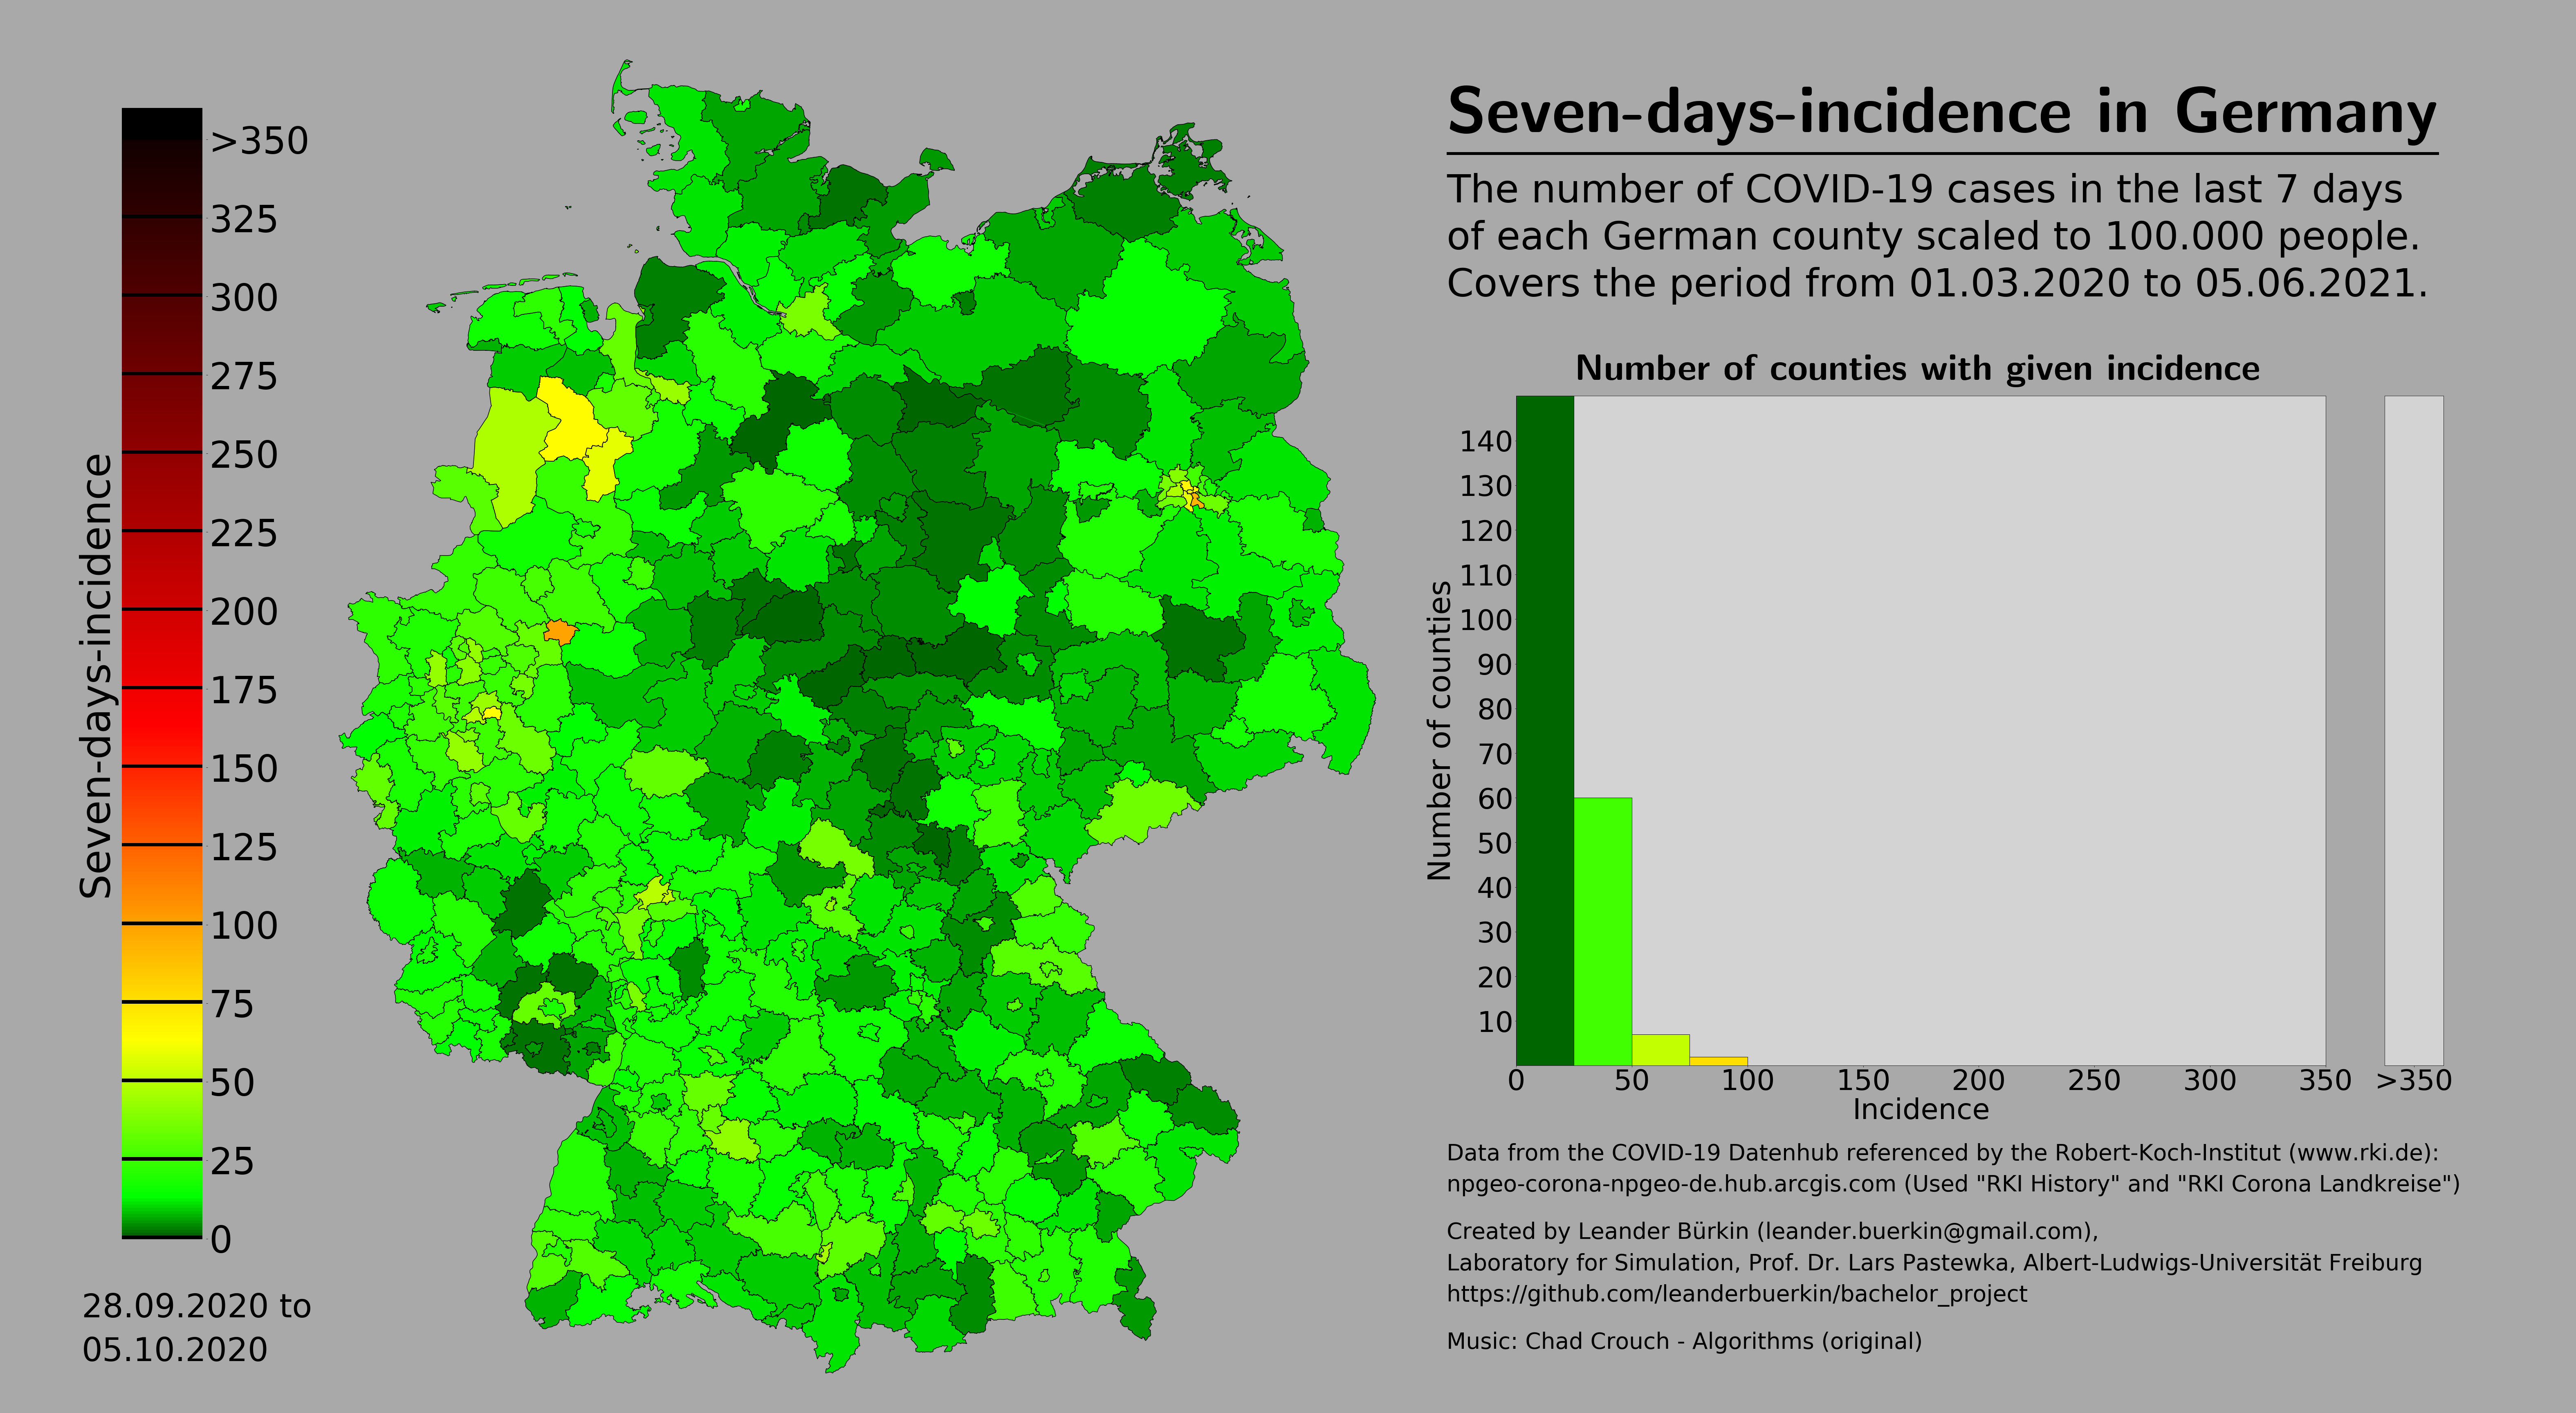 Seven-days-incidence in Germany
The number of COVID-19 cases in the last 7 days
of each German county scaled to 100.000 people.
Covers the period from 01.03.2020 to 05.06.2021.
Seven-days-incidence
>350
325
300
275
250
225
200
175
150
125
100
75
50
25
0
28.09.2020 to
05.10.2020
Number of counties with given incidence
Number of counties
140
130
120
110
100
90
80
70
60
50
40
30
20
10
0 50 100 150 200 250 300 350 >350
Incidence
Data from the COVID-19 Datenhub referenced by the Robert-Koch-Institut (www.rki.de):
npgeo-corona-npgeo-de.hub.arcgis.com (Used "RKI History" and "RKI Corona Landkreise")
Created by Leander Bürkin (leander.buerkin@gmail.com),
Laboratory for Simulation, Prof. Dr. Lars Pastewka, Albert-Ludwigs-Universität Freiburg
https://github.com/leanderbuerkin/bachelor_project
Music: Chad Crouch - Algorithms (original)